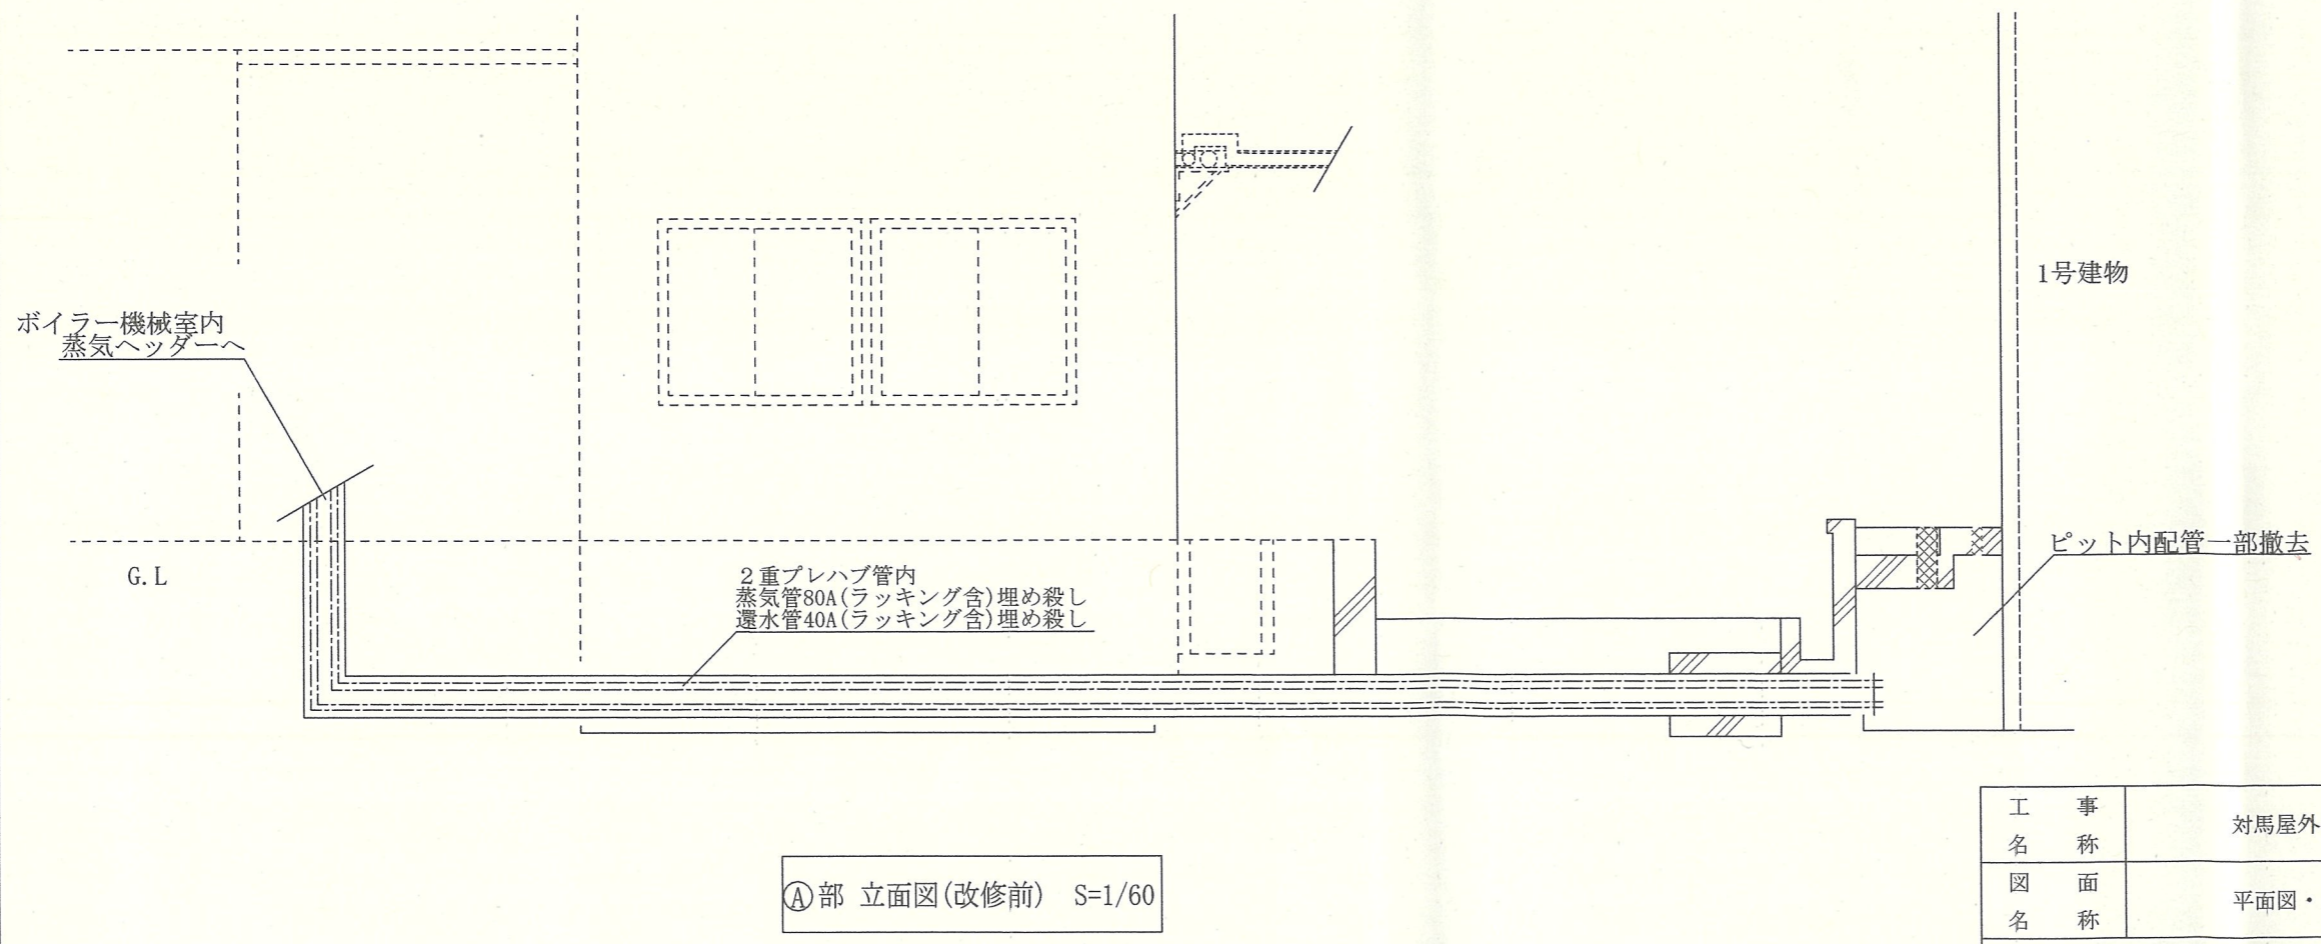 1号建物
ボイラー機械室内
蒸気ヘッダーへ
ピット内配管一部撤去
G.L
2重プレハブ管内
蒸気管80A(ラッキング含)埋め殺し
還水管40A(ラッキング含)埋め殺し
Ⓐ部 立面図(改修前) S=1/60
工事
名称
対馬屋外
図面
名称
平面図・